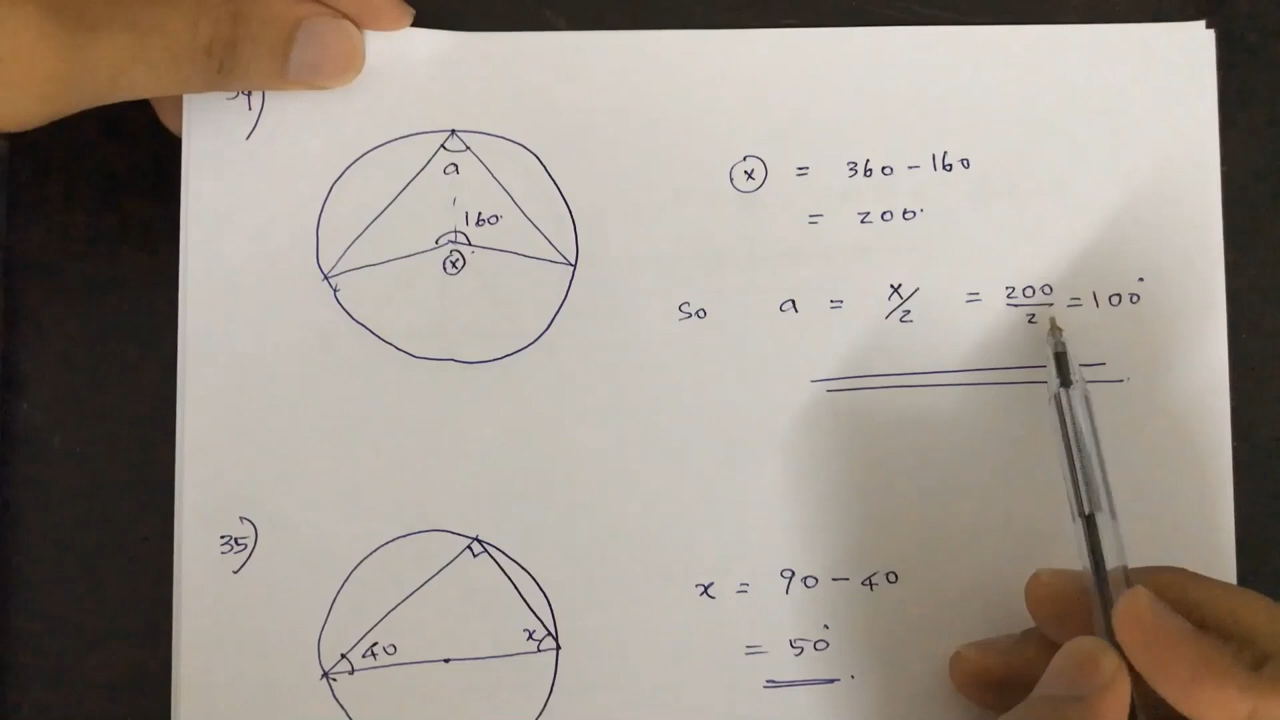 34)
a
160.
x
x = 360 - 160
= 200.
So a = x/2 = 200/2 = 100°
35)
40
x
x = 90 - 40
= 50°